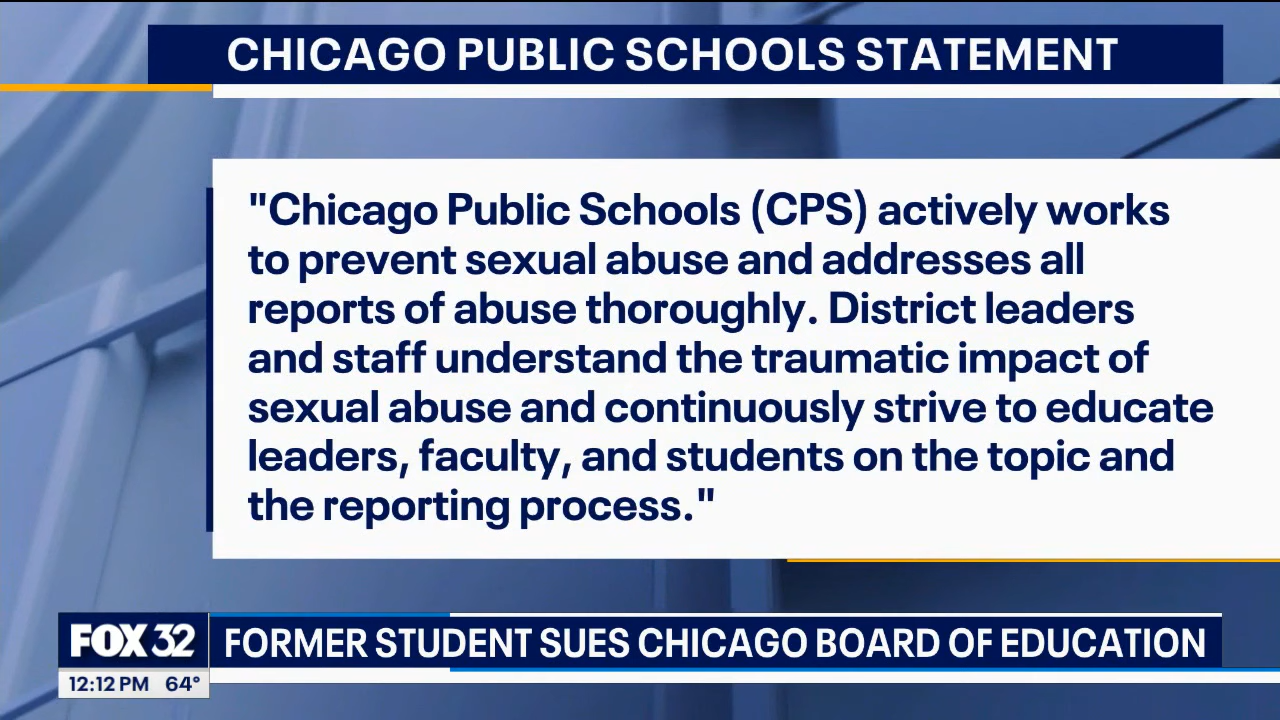 CHICAGO PUBLIC SCHOOLS STATEMENT
"Chicago Public Schools (CPS) actively works
to prevent sexual abuse and addresses all
reports of abuse thoroughly. District leaders
and staff understand the traumatic impact of
sexual abuse and continuously strive to educate
leaders, faculty, and students on the topic and
the reporting process."
FOX 32 FORMER STUDENT SUES CHICAGO BOARD OF EDUCATION
12:12 PM 64°